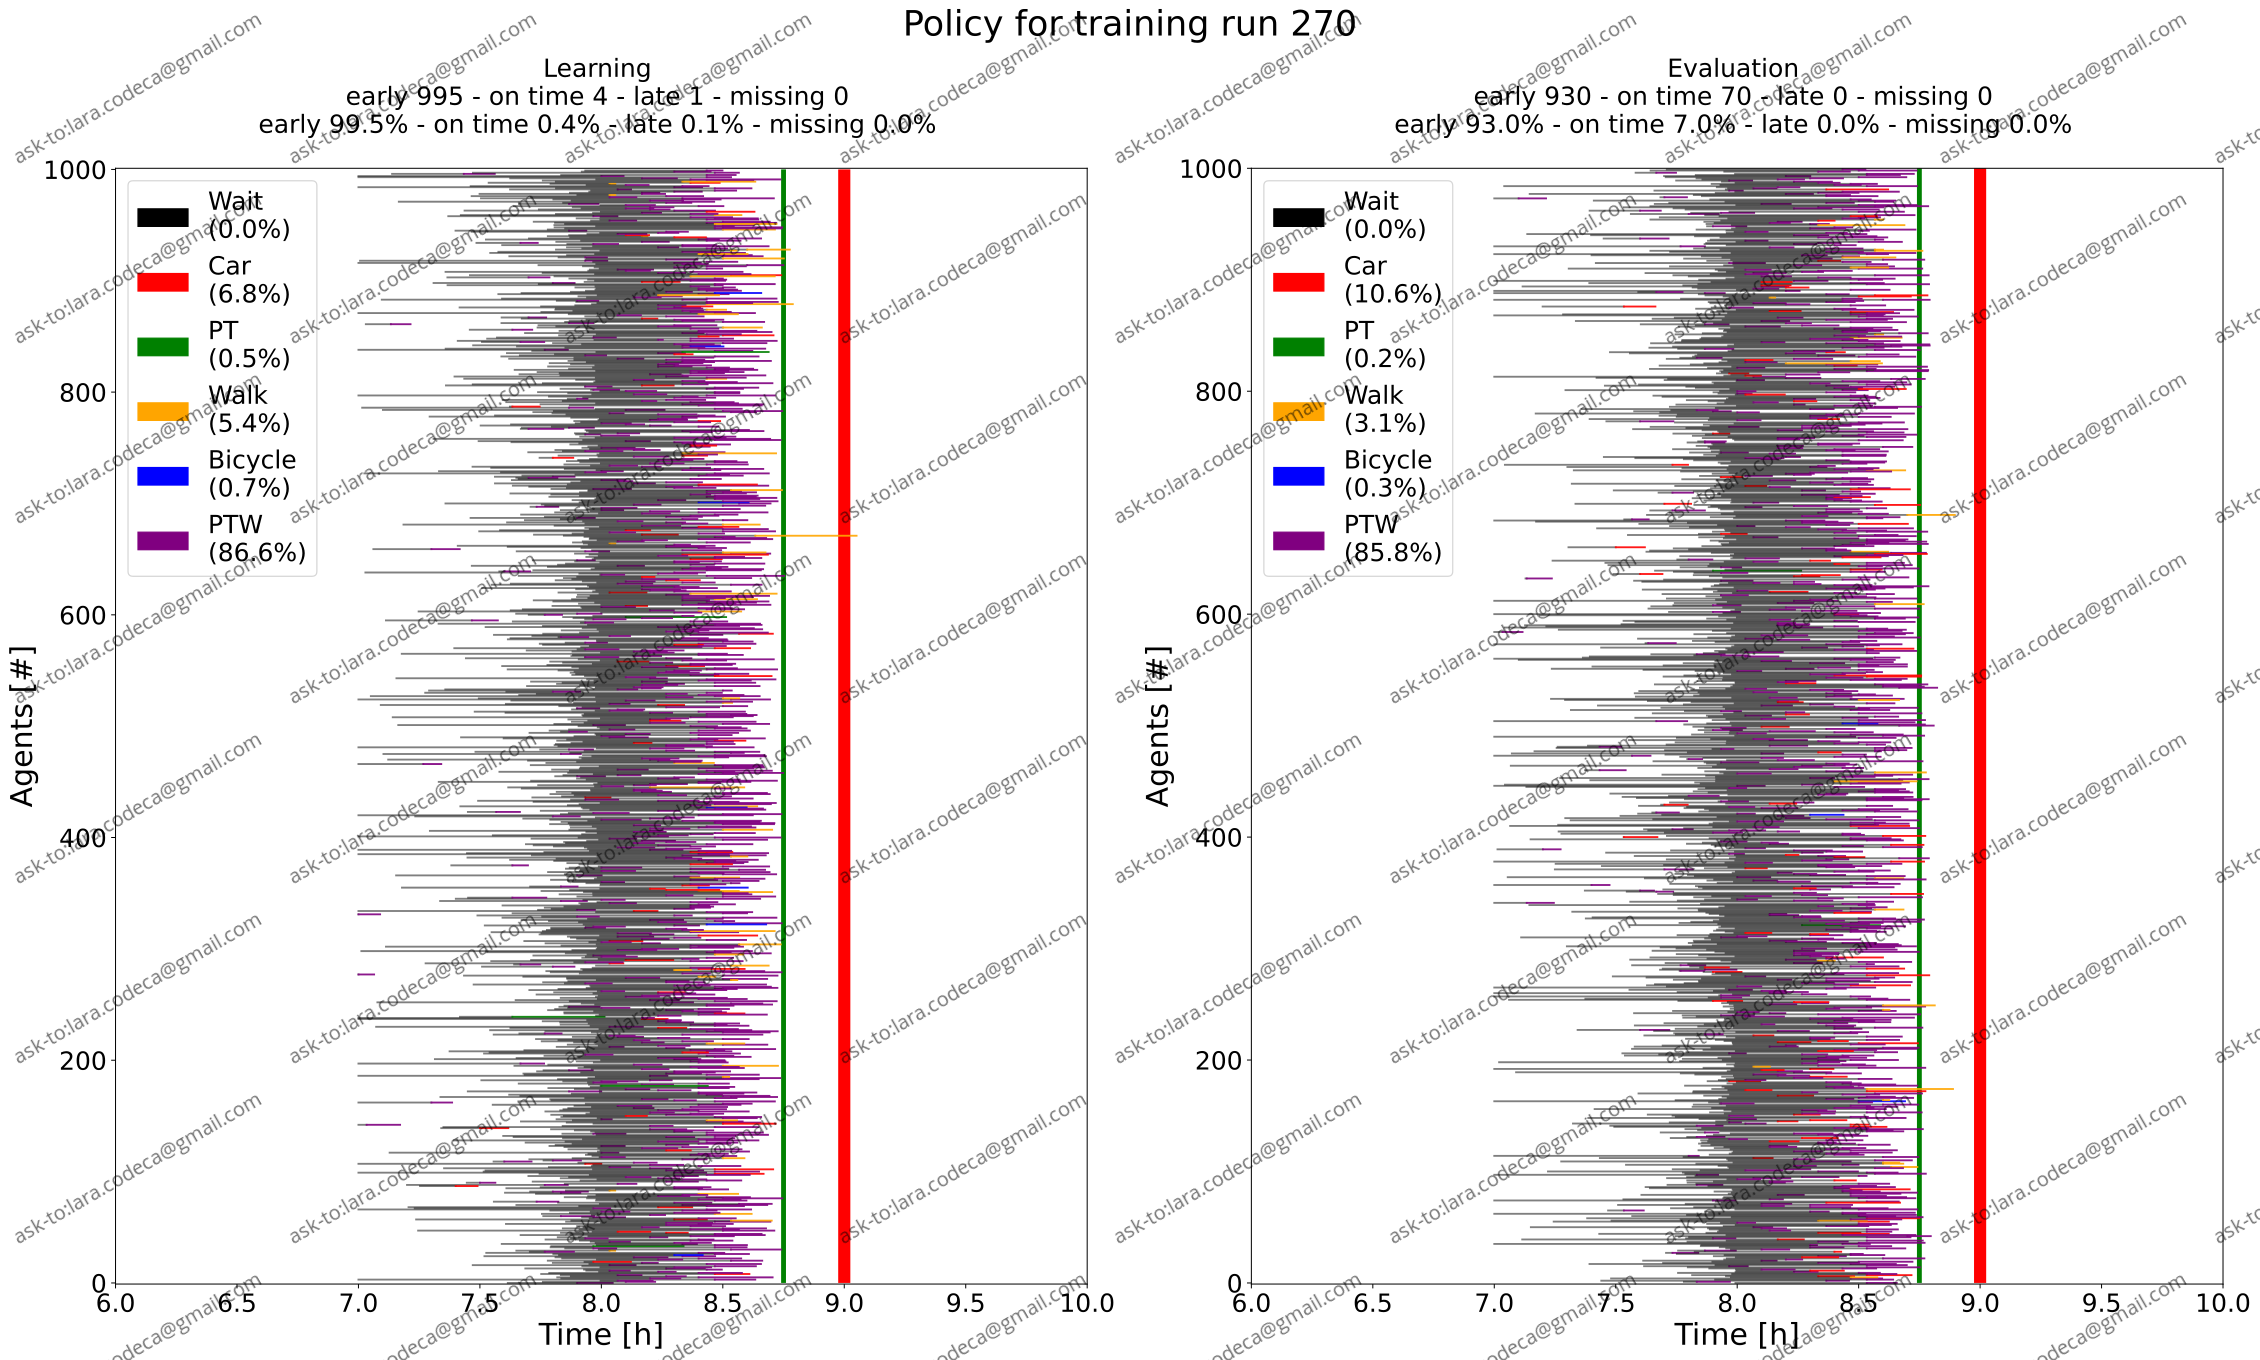 Policy for training run 270
Learning
early 995 - on time 4 - late 1 - missing 0
early 99.5% - on time 0.4% - late 0.1% - missing 0.0%
1000
800
600
400
200
0
Agents [#]
Wait
(0.0%)
Car
(6.8%)
PT
(0.5%)
Walk
(5.4%)
Bicycle
(0.7%)
PTW
(86.6%)
6.0 6.5 7.0 7.5 8.0 8.5 9.0 9.5 10.0
Time [h]
Evaluation
early 930 - on time 70 - late 0 - missing 0
early 93.0% - on time 7.0% - late 0.0% - missing 0.0%
1000
800
600
400
200
0
Agents [#]
Wait
(0.0%)
Car
(10.6%)
PT
(0.2%)
Walk
(3.1%)
Bicycle
(0.3%)
PTW
(85.8%)
6.0 6.5 7.0 7.5 8.0 8.5 9.0 9.5 10.0
Time [h]
ask-to:lara.codeca@gmail.com